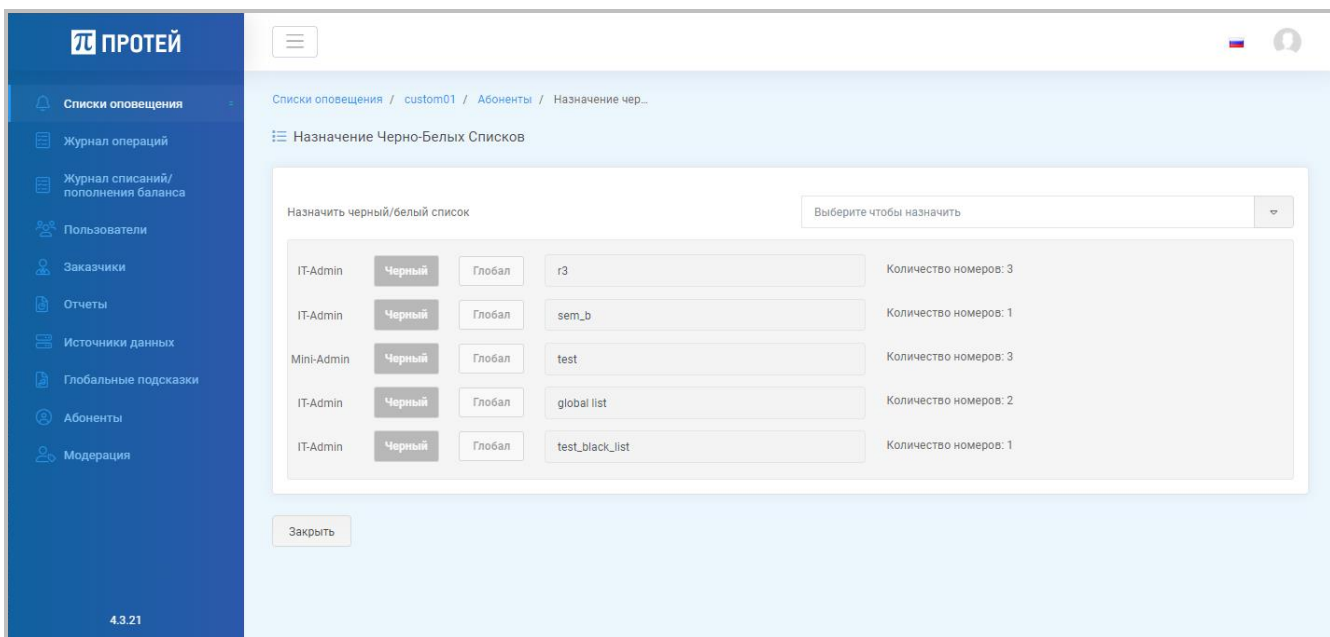 ПРОТЕЙ
Списки оповещения
Журнал операций
Журнал списаний/
пополнения баланса
Пользователи
Заказчики
Отчеты
Источники данных
Глобальные подсказки
Абоненты
Модерация
4.3.21
Списки оповещения / custom01 / Абоненты / Назначение чер...
Назначение Черно-Белых Списков
Назначить черный/белый список Выберите чтобы назначить
IT-Admin Черный Глобал r3 Количество номеров: 3
IT-Admin Черный Глобал sem_b Количество номеров: 1
Mini-Admin Черный Глобал test Количество номеров: 3
IT-Admin Черный Глобал global list Количество номеров: 2
IT-Admin Черный Глобал test_black_list Количество номеров: 1
Закрыть